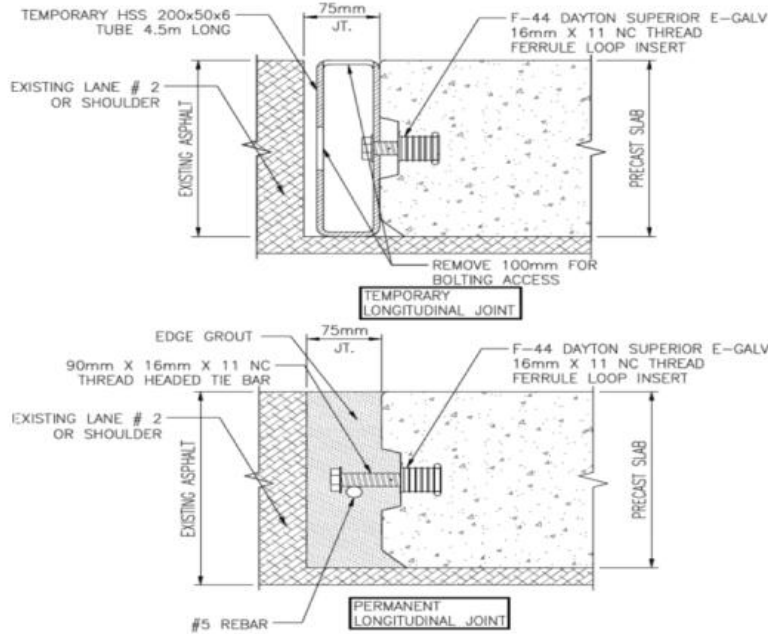 TEMPORARY HSS 200x50x6
TUBE 4.5m LONG
75mm
JT.
F-44 DAYTON SUPERIOR E-GALV
16mm X 11 NC THREAD
FERRULE LOOP INSERT
EXISTING LANE # 2
OR SHOULDER
EXISTING ASPHALT
PRECAST SLAB
REMOVE 100mm FOR
BOLTING ACCESS
TEMPORARY
LONGITUDINAL JOINT
EDGE GROUT
75mm
JT.
90mm X 16mm X 11 NC
THREAD HEADED TIE BAR
F-44 DAYTON SUPERIOR E-GALV
16mm X 11 NC THREAD
FERRULE LOOP INSERT
EXISTING LANE # 2
OR SHOULDER
EXISTING ASPHALT
PRECAST SLAB
#5 REBAR
PERMANENT
LONGITUDINAL JOINT